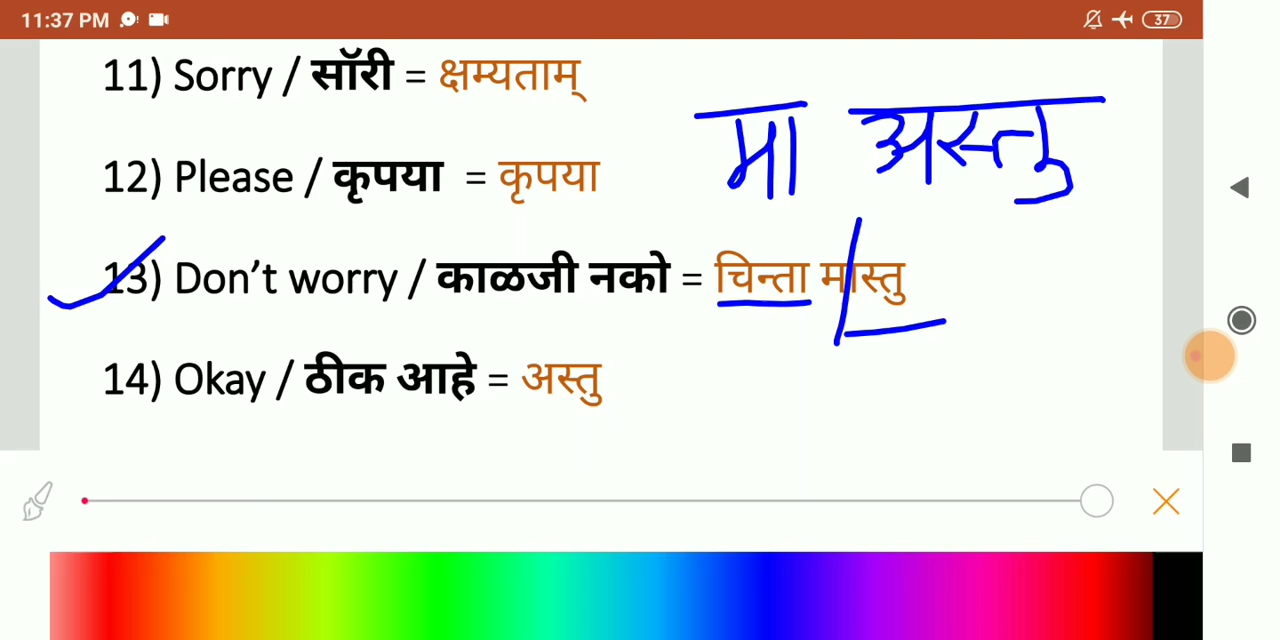 11:37 PM 37
11) Sorry / सॉरी = क्षम्यताम्
मा अस्तु
12) Please / कृपया = कृपया
13) Don’t worry / काळजी नको = चिन्ता मास्तु
14) Okay / ठीक आहे = अस्तु